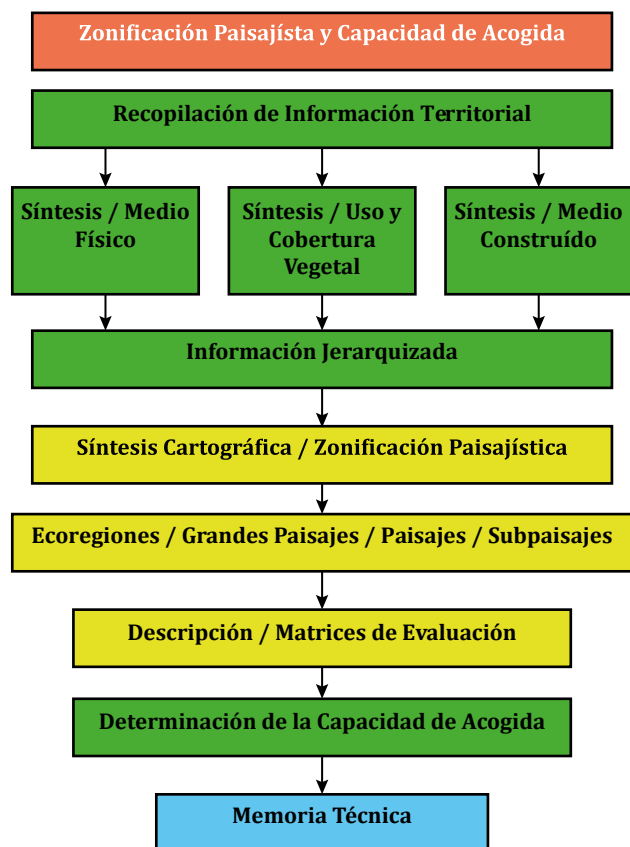 Zonificación Paisajísta y Capacidad de Acogida
Recopilación de Información Territorial
Síntesis / Medio
Físico
Síntesis / Uso y
Cobertura
Vegetal
Síntesis / Medio
Construído
Información Jerarquizada
Síntesis Cartográfica / Zonificación Paisajística
Ecoregiones / Grandes Paisajes / Paisajes / Subpaisajes
Descripción / Matrices de Evaluación
Determinación de la Capacidad de Acogida
Memoria Técnica